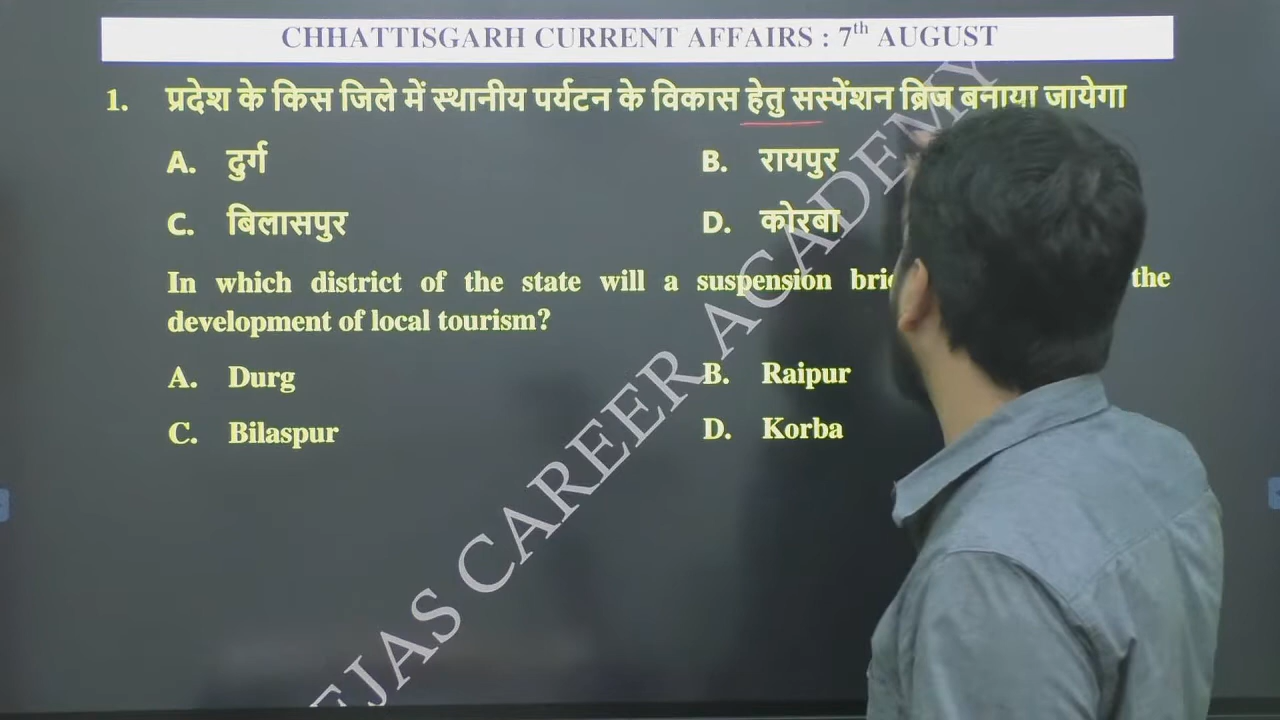 CHHATTISGARH CURRENT AFFAIRS : 7th AUGUST
1. प्रदेश के किस जिले में स्थानीय पर्यटन के विकास हेतु सस्पेंशन ब्रिज बनाया जायेगा
A. दुर्ग B. रायपुर
C. बिलासपुर D. कोरबा
In which district of the state will a suspension the
development of local tourism?
A. Durg B. Raipur
C. Bilaspur D. Korba
EJAS CAREER ACADEMY